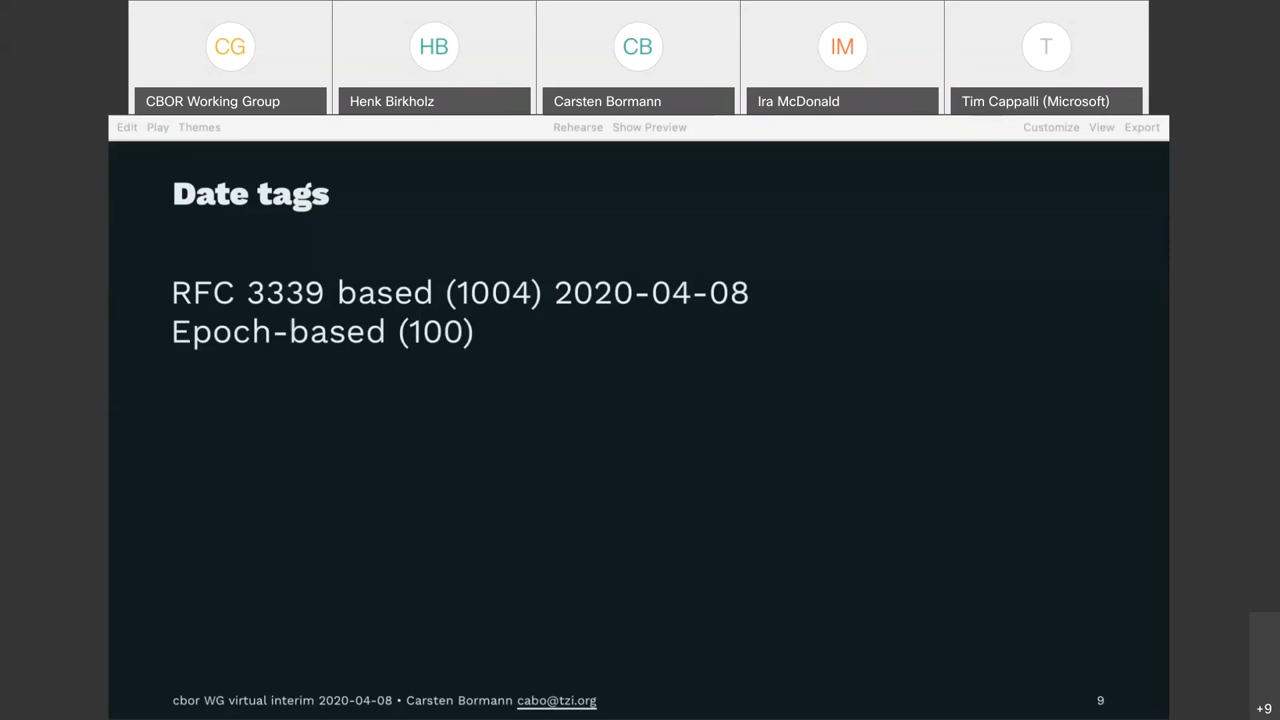 CG HB CB IM T
CBOR Working Group Henk Birkholz Carsten Bormann Ira McDonald Tim Cappalli (Microsoft)
Edit Play Themes Rehearse Show Preview Customize View Export
Date tags
RFC 3339 based (1004) 2020-04-08
Epoch-based (100)
cbor WG virtual interim 2020-04-08 • Carsten Bormann cabo@tzi.org 9
+9